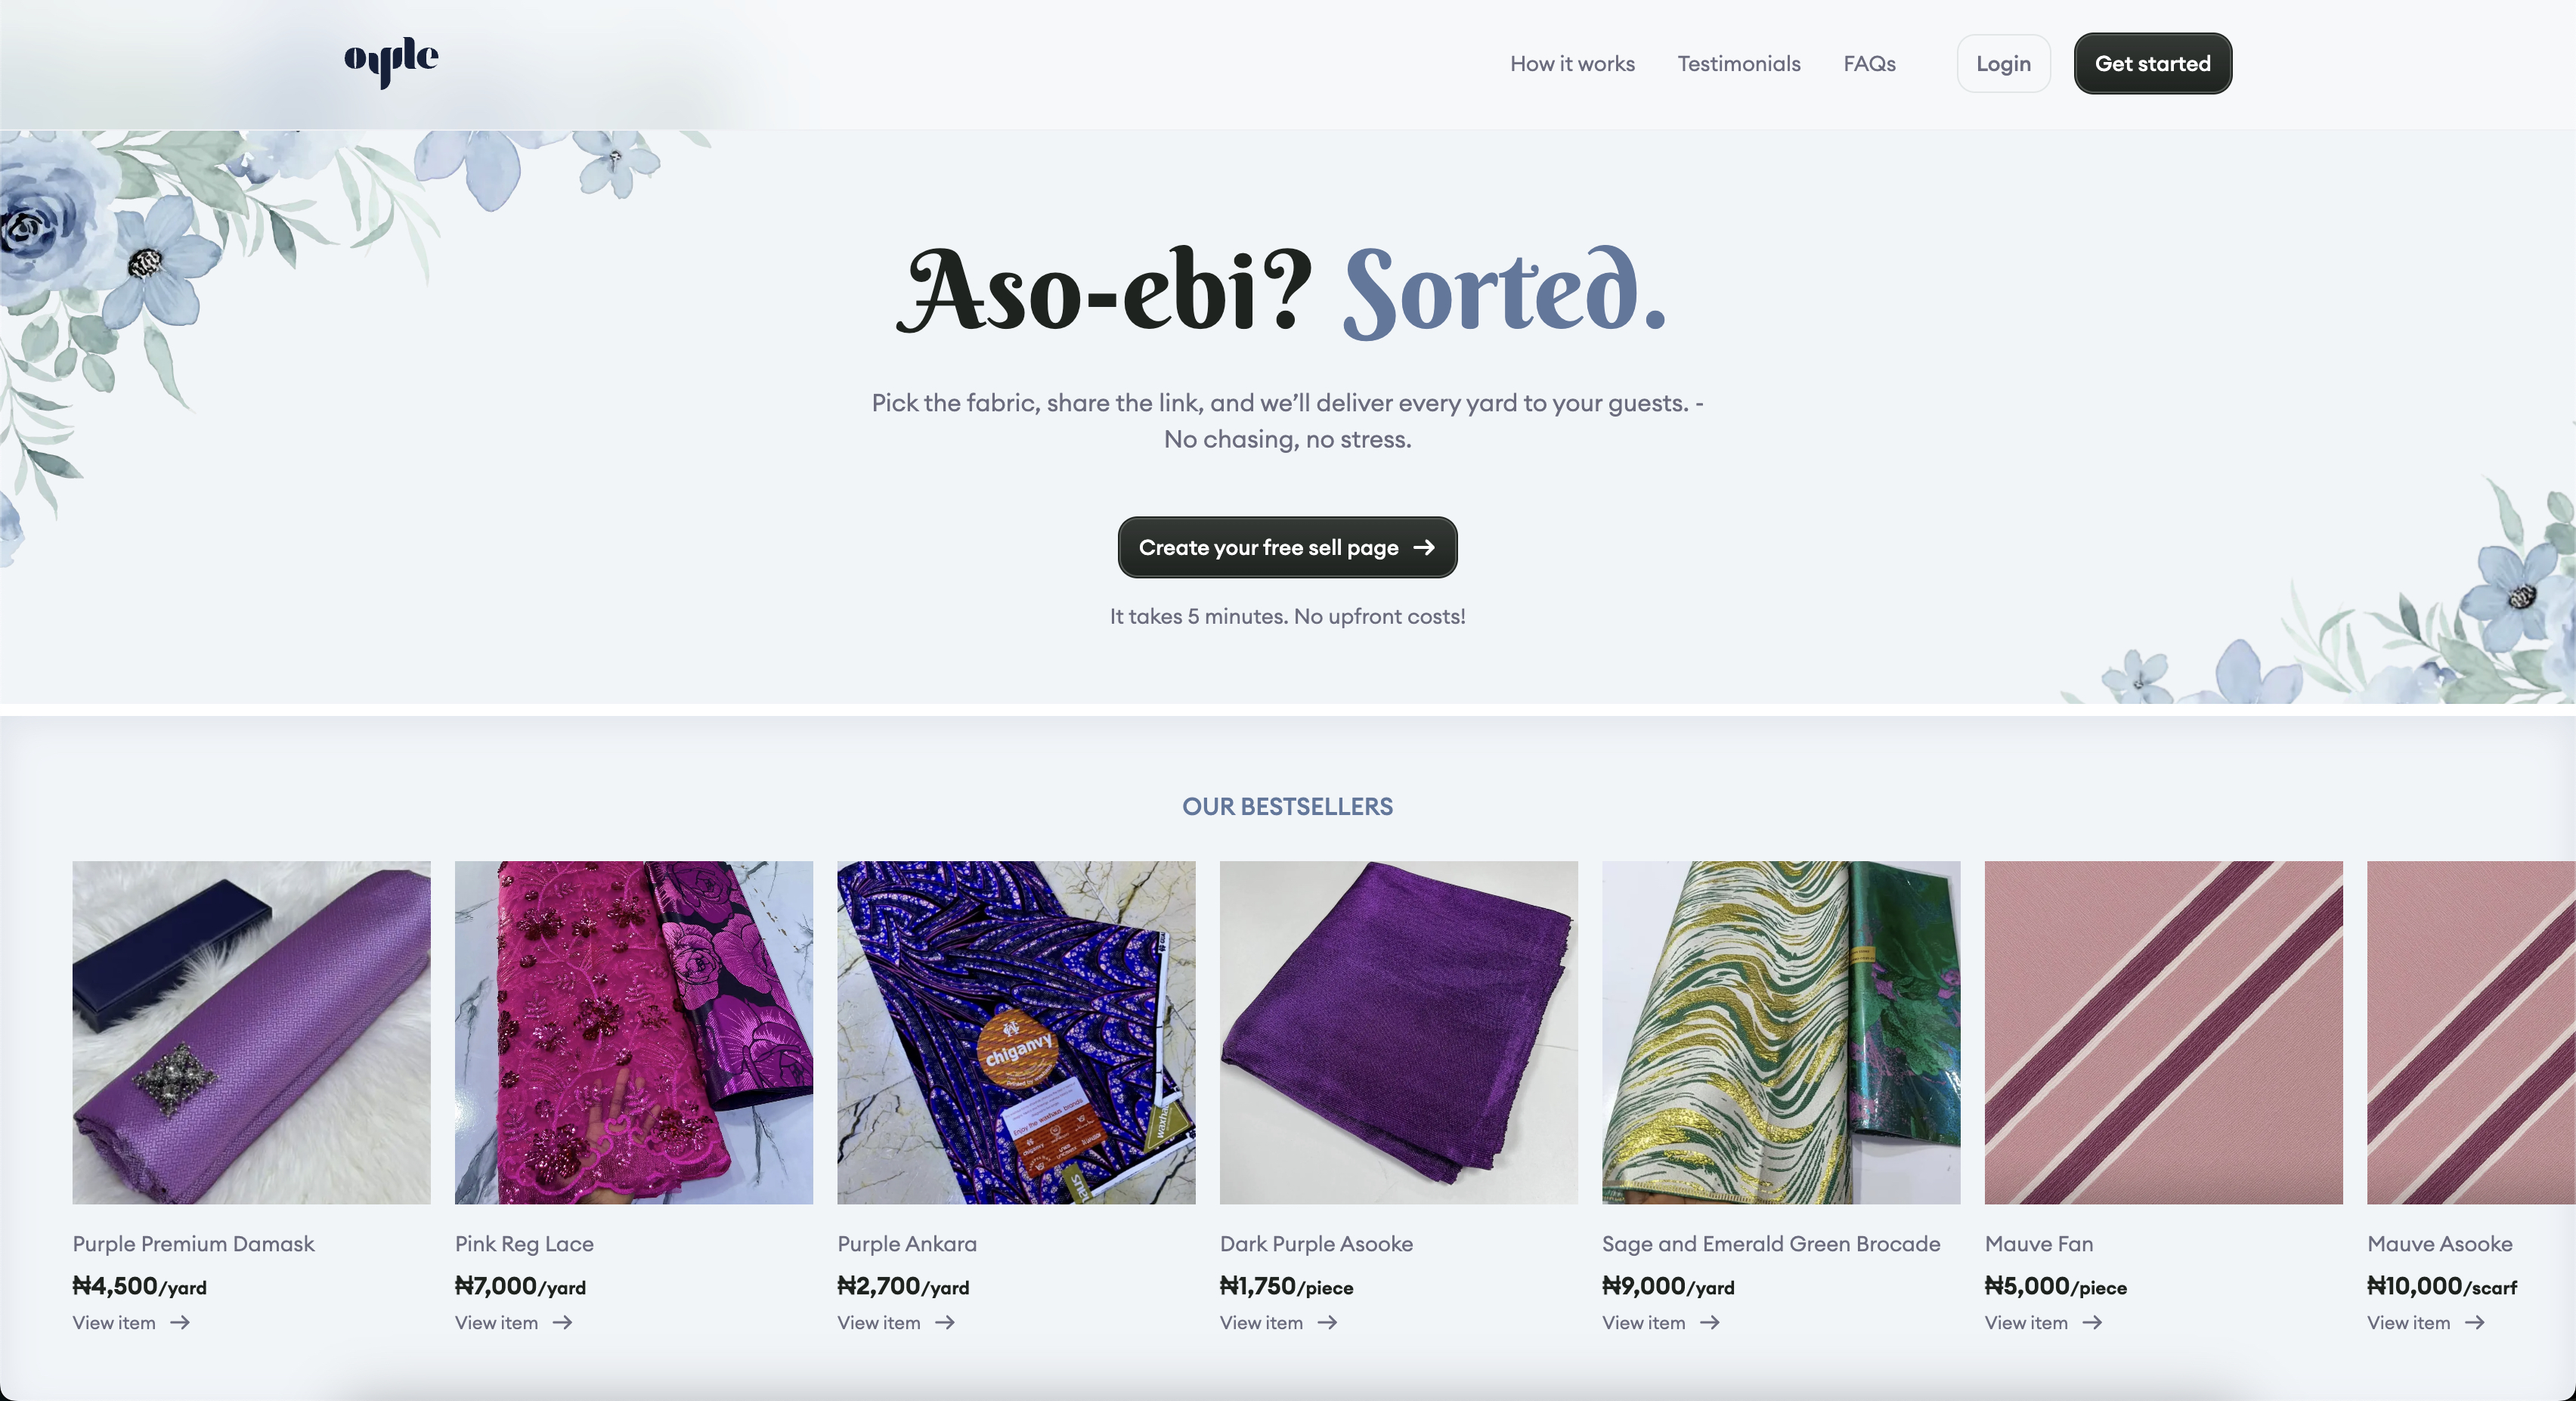 oyle
How it works
Testimonials
FAQs
Login
Get started
Aso-ebi? Sorted.
Pick the fabric, share the link, and we’ll deliver every yard to your guests. -
No chasing, no stress.
Create your free sell page →
It takes 5 minutes. No upfront costs!
OUR BESTSELLERS
chiganvy
Enjoy the waxhaus brands
Purple Premium Damask
₦4,500/yard
View item →
Pink Reg Lace
₦7,000/yard
View item →
Purple Ankara
₦2,700/yard
View item →
Dark Purple Asooke
₦1,750/piece
View item →
Sage and Emerald Green Brocade
₦9,000/yard
View item →
Mauve Fan
₦5,000/piece
View item →
Mauve Asooke
₦10,000/scarf
View item →